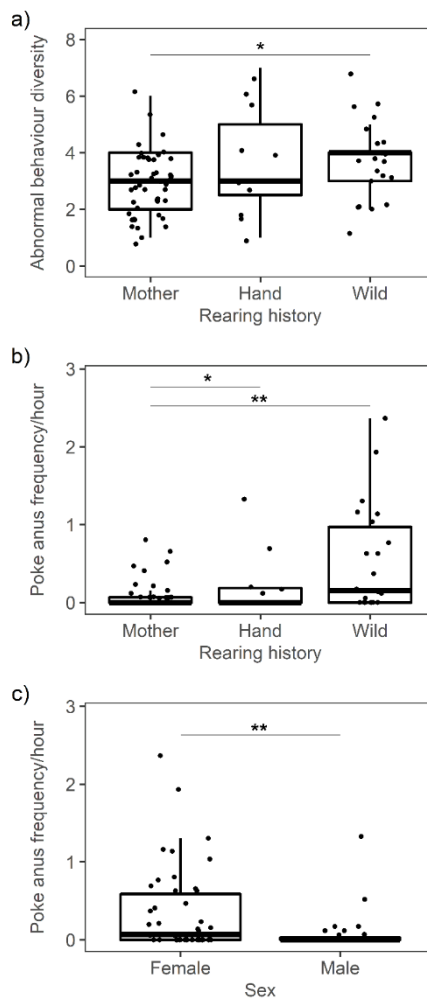 a)
Abnormal behaviour diversity
8
6
4
2
0
*
Mother Hand Wild
Rearing history
b)
Poke anus frequency/hour
3
2
1
0
*
**
Mother Hand Wild
Rearing history
c)
Poke anus frequency/hour
3
2
1
0
**
Female Male
Sex